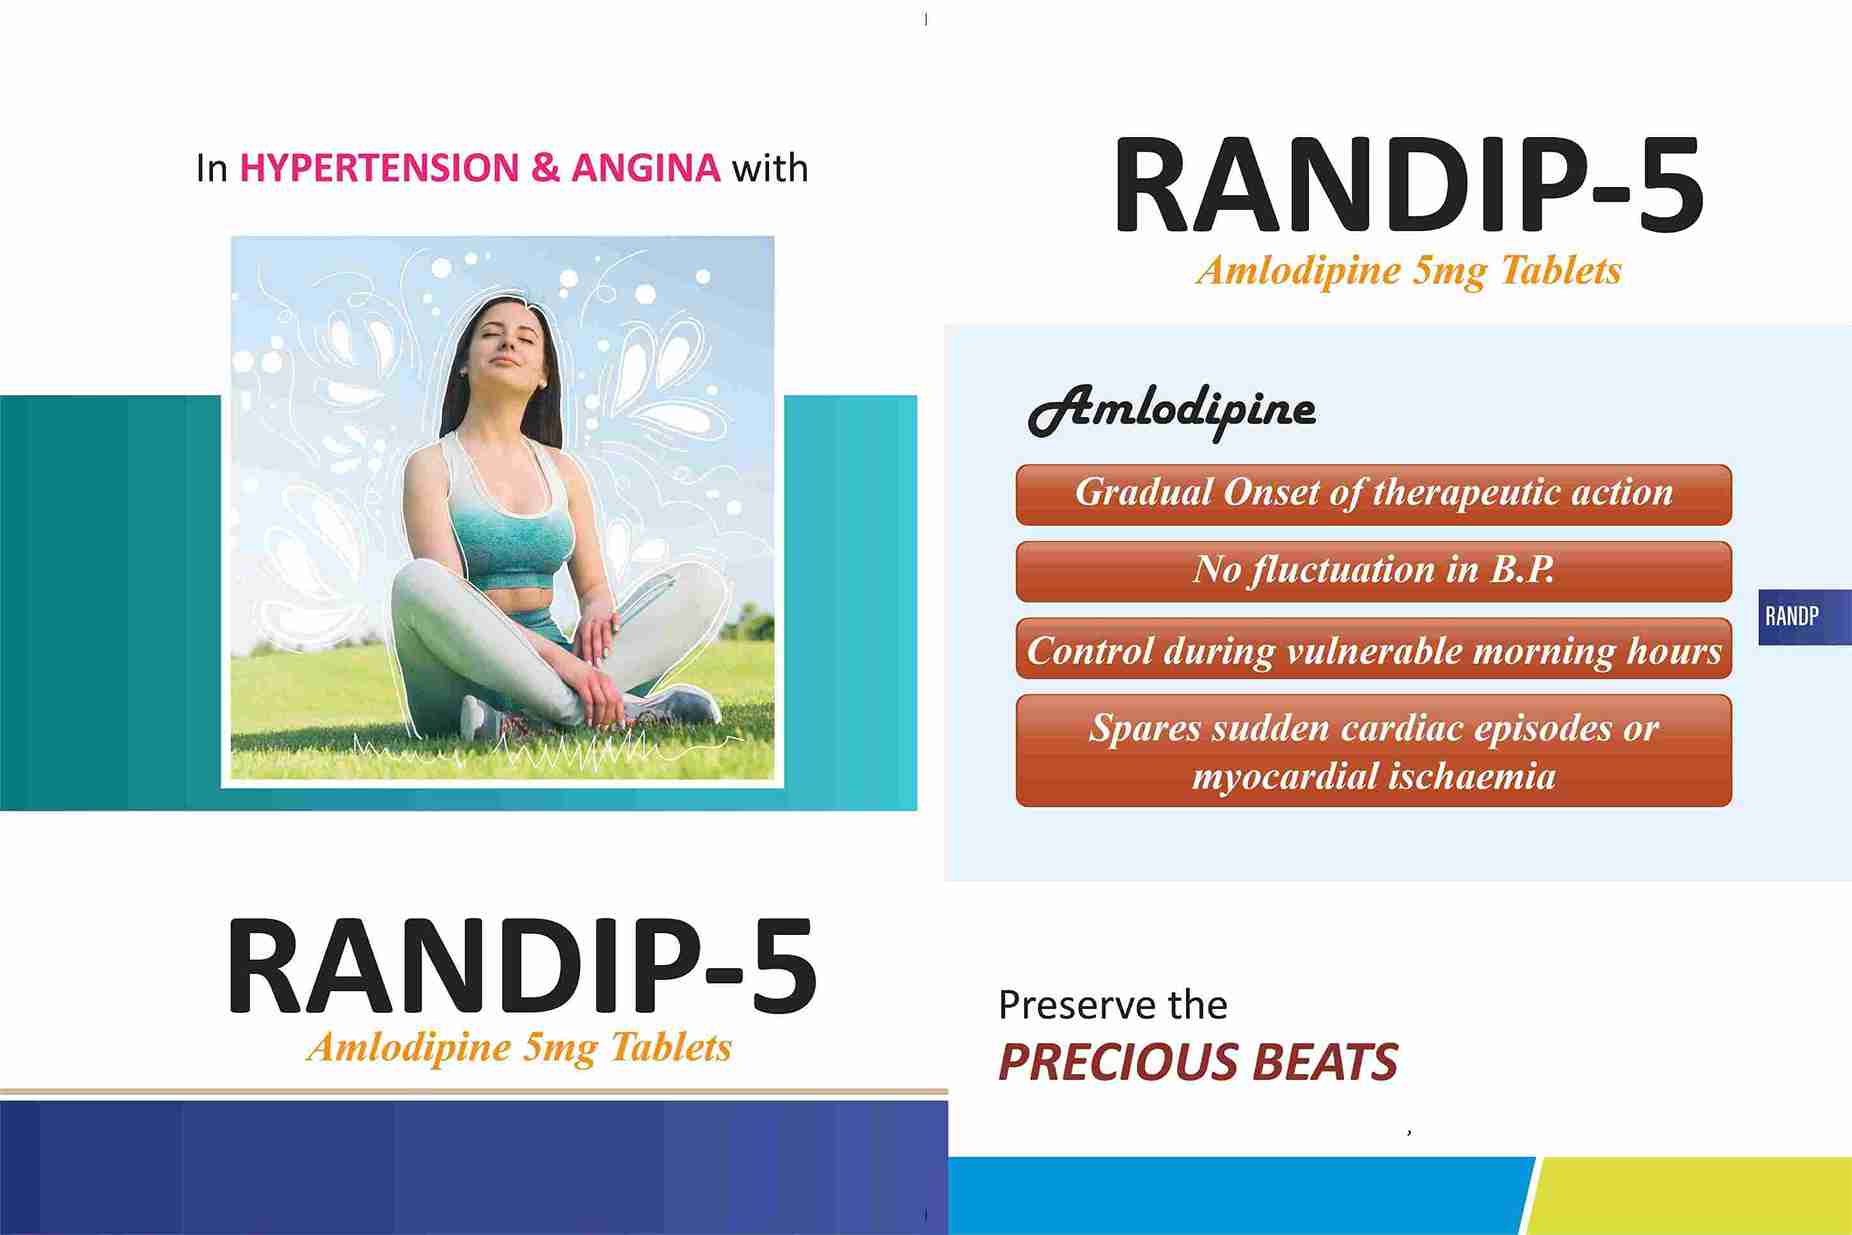 In HYPERTENSION & ANGINA with
RANDIP-5
Amlodipine 5mg Tablets
RANDIP-5
Amlodipine 5mg Tablets
Amlodipine
Gradual Onset of therapeutic action
No fluctuation in B.P.
Control during vulnerable morning hours
Spares sudden cardiac episodes or
myocardial ischaemia
RANDP
Preserve the
PRECIOUS BEATS